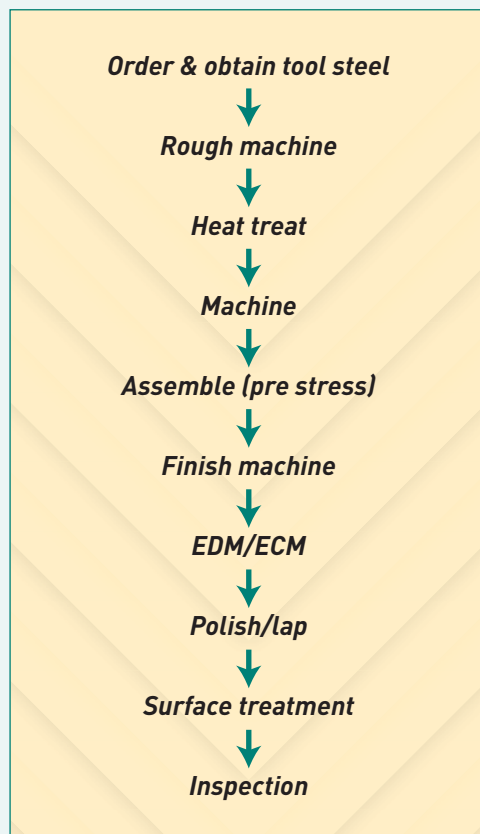 Order & obtain tool steel
Rough machine
Heat treat
Machine
Assemble (pre stress)
Finish machine
EDM/ECM
Polish/lap
Surface treatment
Inspection